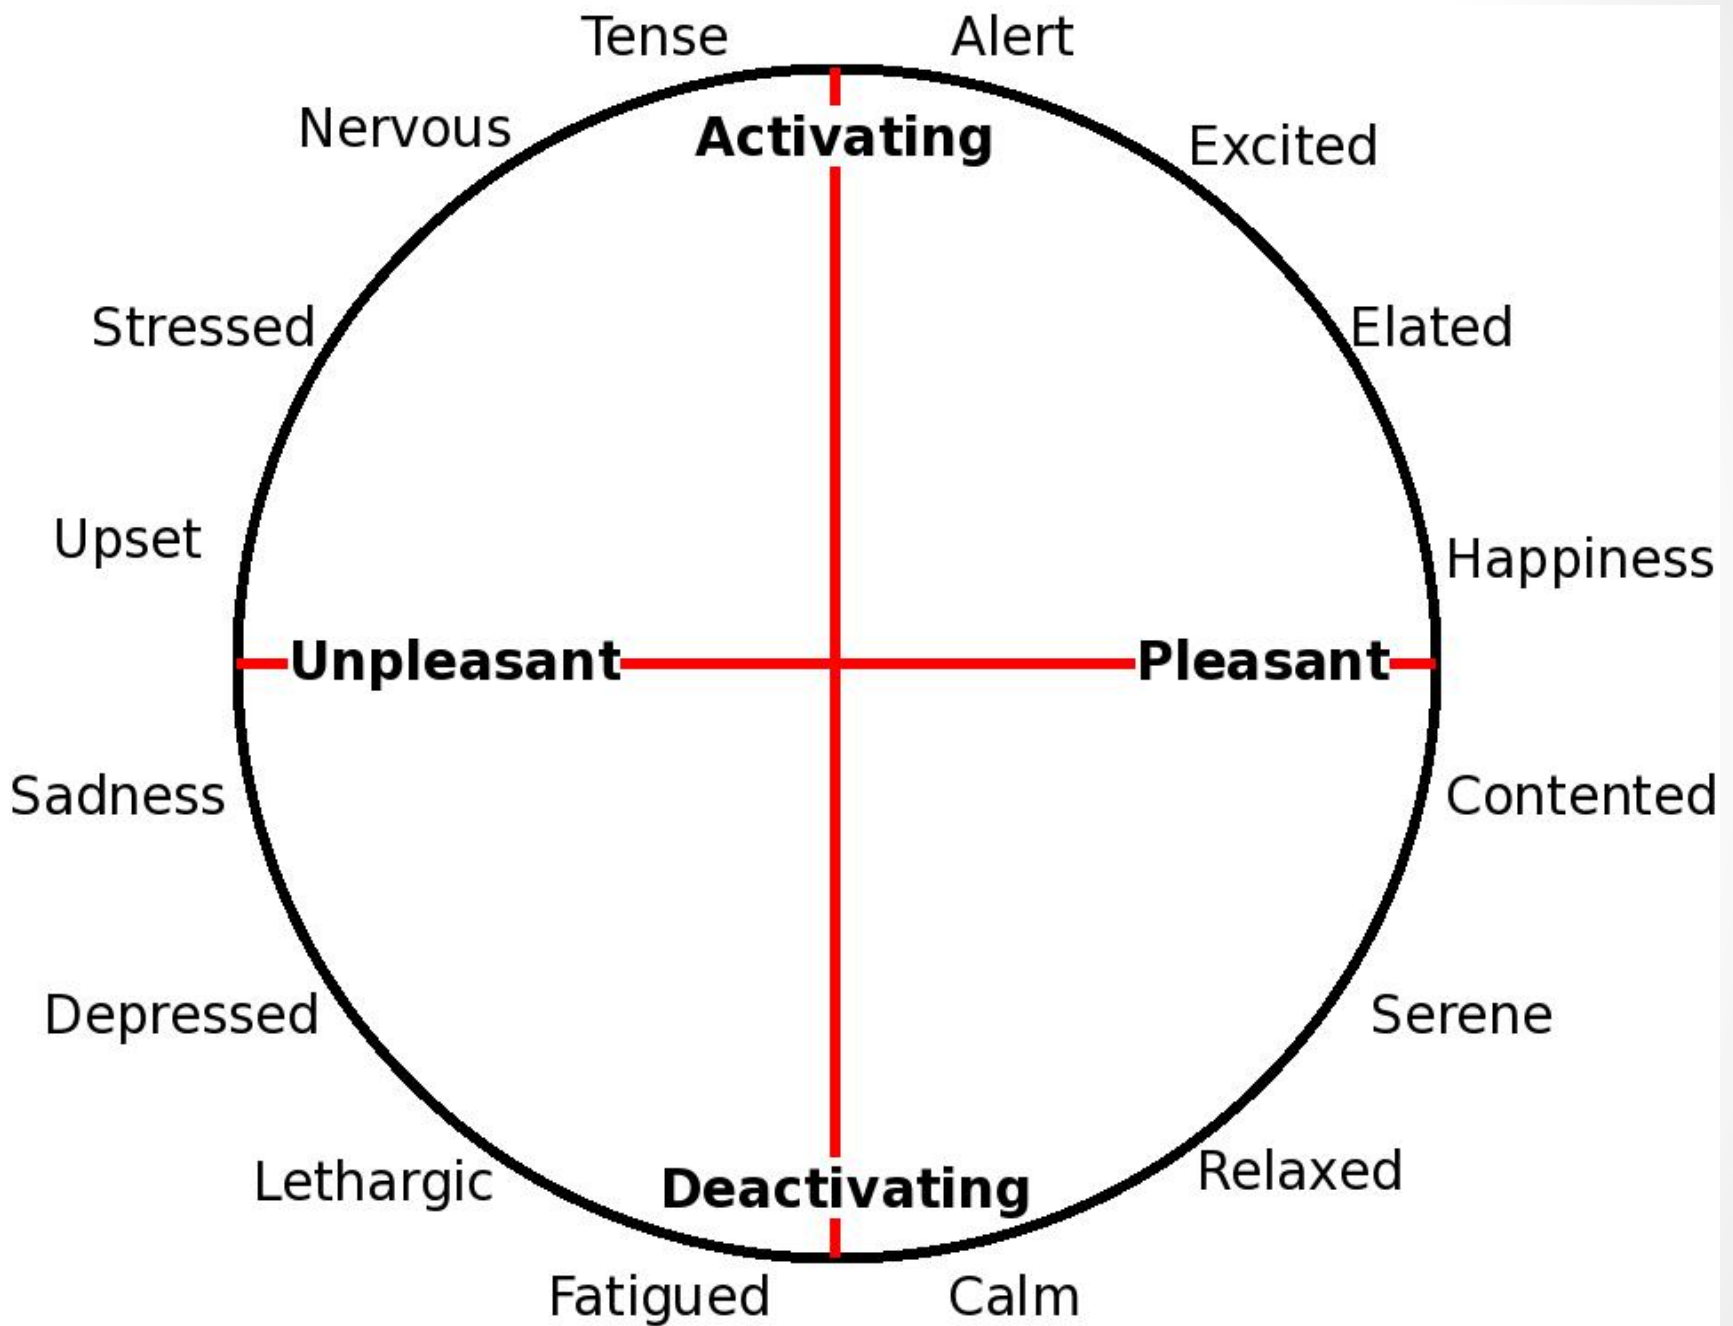 Tense
Alert
Nervous
Activating
Excited
Stressed
Elated
Upset
Happiness
Unpleasant
Pleasant
Sadness
Contented
Depressed
Serene
Lethargic
Deactivating
Relaxed
Fatigued
Calm